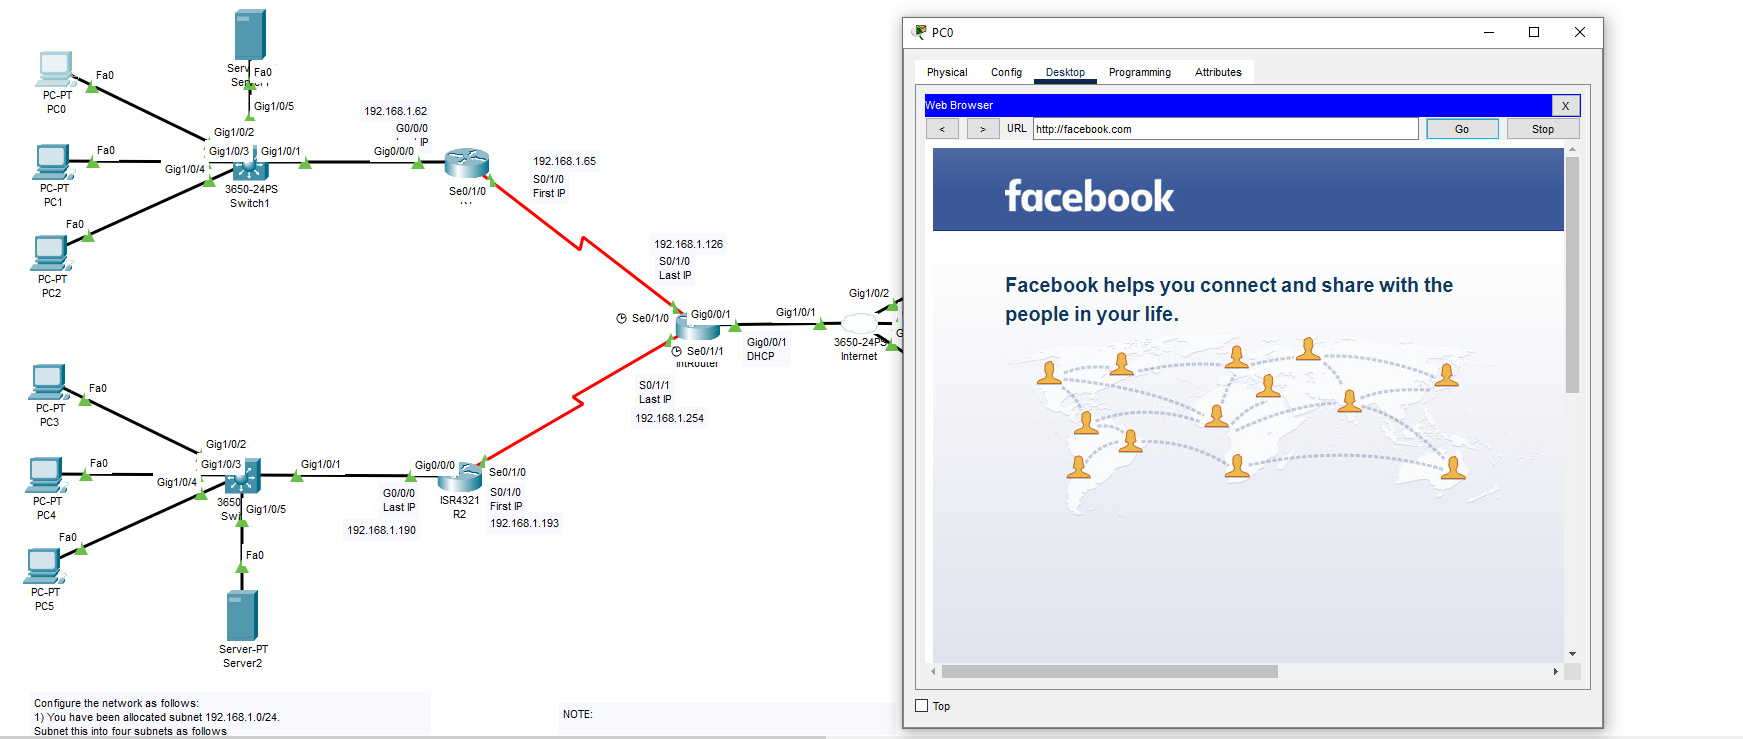 Fa0
PC-PT
PC0
Fa0
Gig1/0/5
Gig1/0/2
Gig1/0/3
Gig1/0/1
Gig1/0/4
Fa0
PC-PT
PC1
3650-24PS
Switch1
Fa0
PC-PT
PC2
192.168.1.62
G0/0/0
IP
Gig0/0/0
Se0/1/0
192.168.1.65
S0/1/0
First IP
192.168.1.126
S0/1/0
Last IP
Se0/1/0
Gig0/0/1
Se0/1/1
IntRouter
Gig0/0/1
DHCP
Gig1/0/1
Gig1/0/2
3650-24PS
Internet
S0/1/1
Last IP
192.168.1.254
Fa0
PC-PT
PC3
Gig1/0/2
Gig1/0/3
Gig1/0/1
Gig1/0/4
Fa0
PC-PT
PC4
3650
Gig1/0/5
Fa0
PC-PT
PC5
Fa0
Server-PT
Server2
Gig0/0/0
G0/0/0
Last IP
192.168.1.190
Se0/1/0
ISR4321
R2
S0/1/0
First IP
192.168.1.193
Configure the network as follows:
1) You have been allocated subnet 192.168.1.0/24.
Subnet this into four subnets as follows
NOTE:
PC0
Physical
Config
Desktop
Programming
Attributes
Web Browser
X
<
>
URL
http://facebook.com
Go
Stop
facebook
Facebook helps you connect and share with the
people in your life.
Top